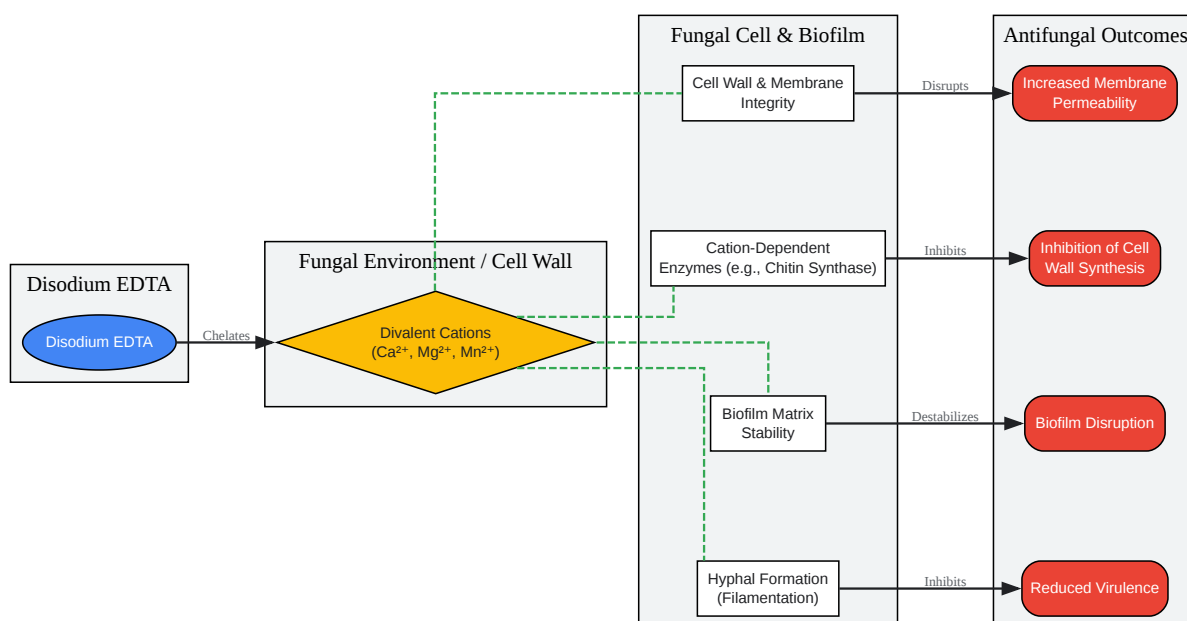 Disodium EDTA
Disodium EDTA
Chelates
Fungal Environment / Cell Wall
Divalent Cations
(Ca²⁺, Mg²⁺, Mn²⁺)
Fungal Cell & Biofilm
Cell Wall & Membrane
Integrity
Disrupts
Cation-Dependent
Enzymes (e.g., Chitin Synthase)
Inhibits
Biofilm Matrix
Stability
Destabilizes
Hyphal Formation
(Filamentation)
Inhibits
Antifungal Outcomes
Increased Membrane
Permeability
Inhibition of Cell
Wall Synthesis
Biofilm Disruption
Reduced Virulence